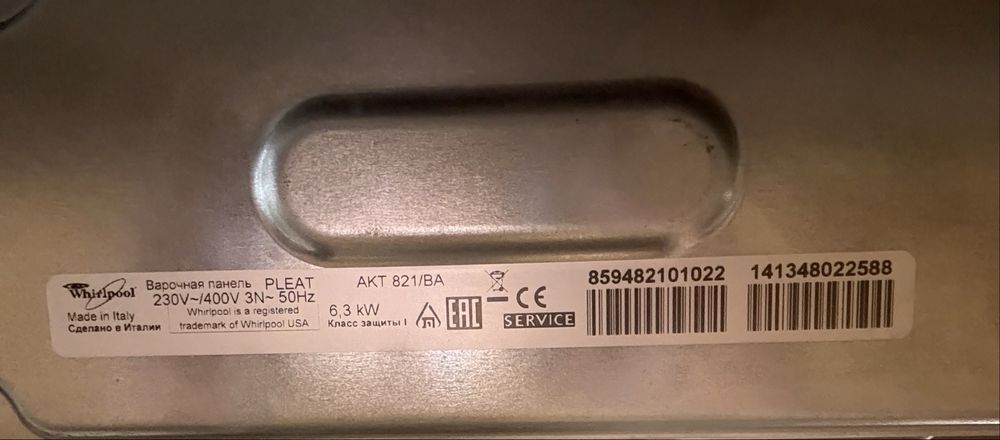 Whirlpool
Made in Italy
Сделано в Италии
Варочная панель PLEAT
230V~/400V 3N~ 50Hz
Whirlpool is a registered
trademark of Whirlpool USA
AKT 821/BA
6,3 kW
Класс защиты I
EAC
CE
SERVICE
859482101022
141348022588